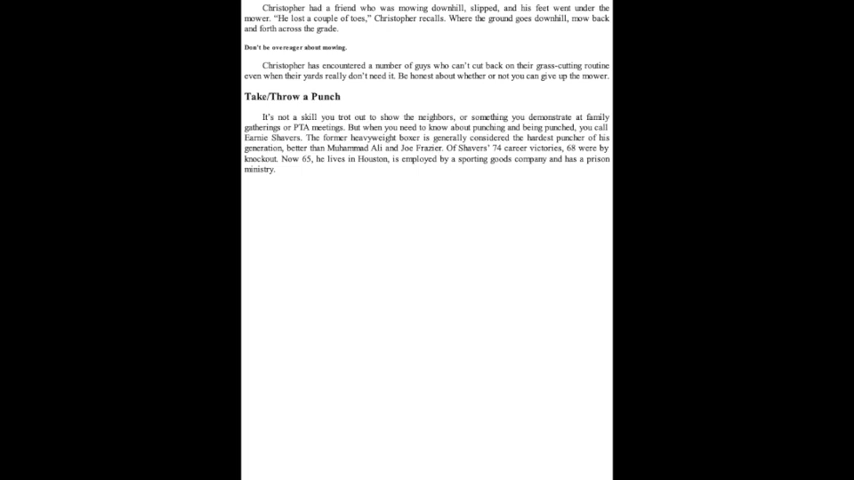 Christopher had a friend who was mowing downhill, slipped, and his feet went under the
mower. “He lost a couple of toes,” Christopher recalls. Where the ground goes downhill, mow back
and forth across the grade.
Don’t be overeager about mowing.
Christopher has encountered a number of guys who can’t cut back on their grass-cutting routine
even when their yards really don’t need it. Be honest about whether or not you can give up the mower.
Take/Throw a Punch
It’s not a skill you trot out to show the neighbors, or something you demonstrate at family
gatherings or PTA meetings. But when you need to know about punching and being punched, you call
Earnie Shavers. The former heavyweight boxer is generally considered the hardest puncher of his
generation, better than Muhammad Ali and Joe Frazier. Of Shavers’ 74 career victories, 68 were by
knockout. Now 65, he lives in Houston, is employed by a sporting goods company and has a prison
ministry.